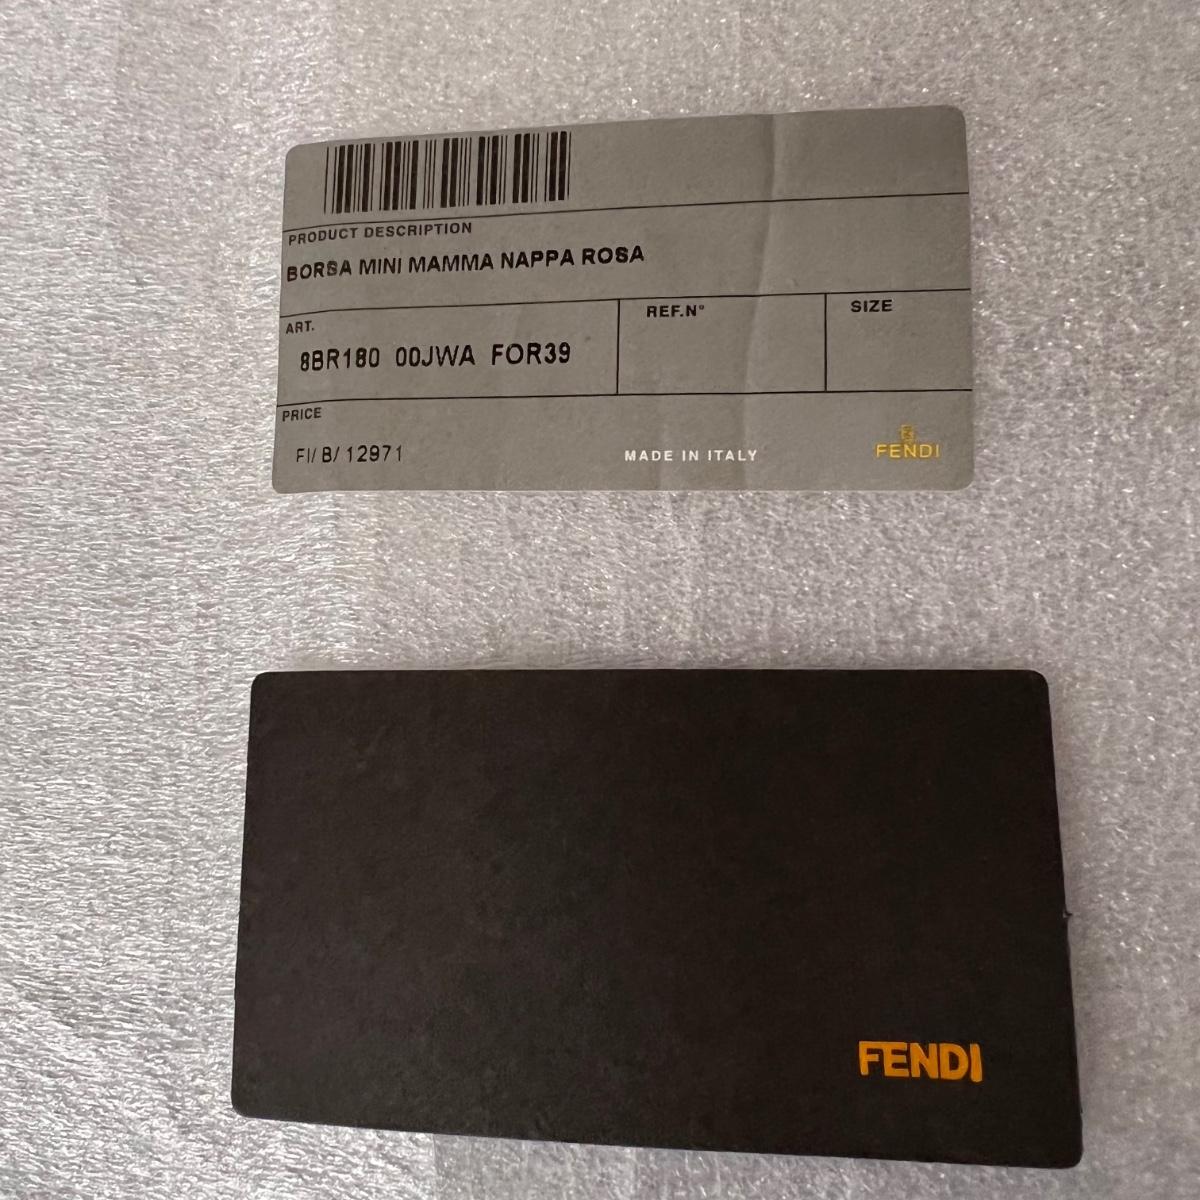 PRODUCT DESCRIPTION
BORSA MINI MAMMA NAPPA ROSA
ART.
8BR180 00JWA FOR39
REF.N°
SIZE
PRICE
FI/ B/ 12971
MADE IN ITALY
FENDI
FENDI